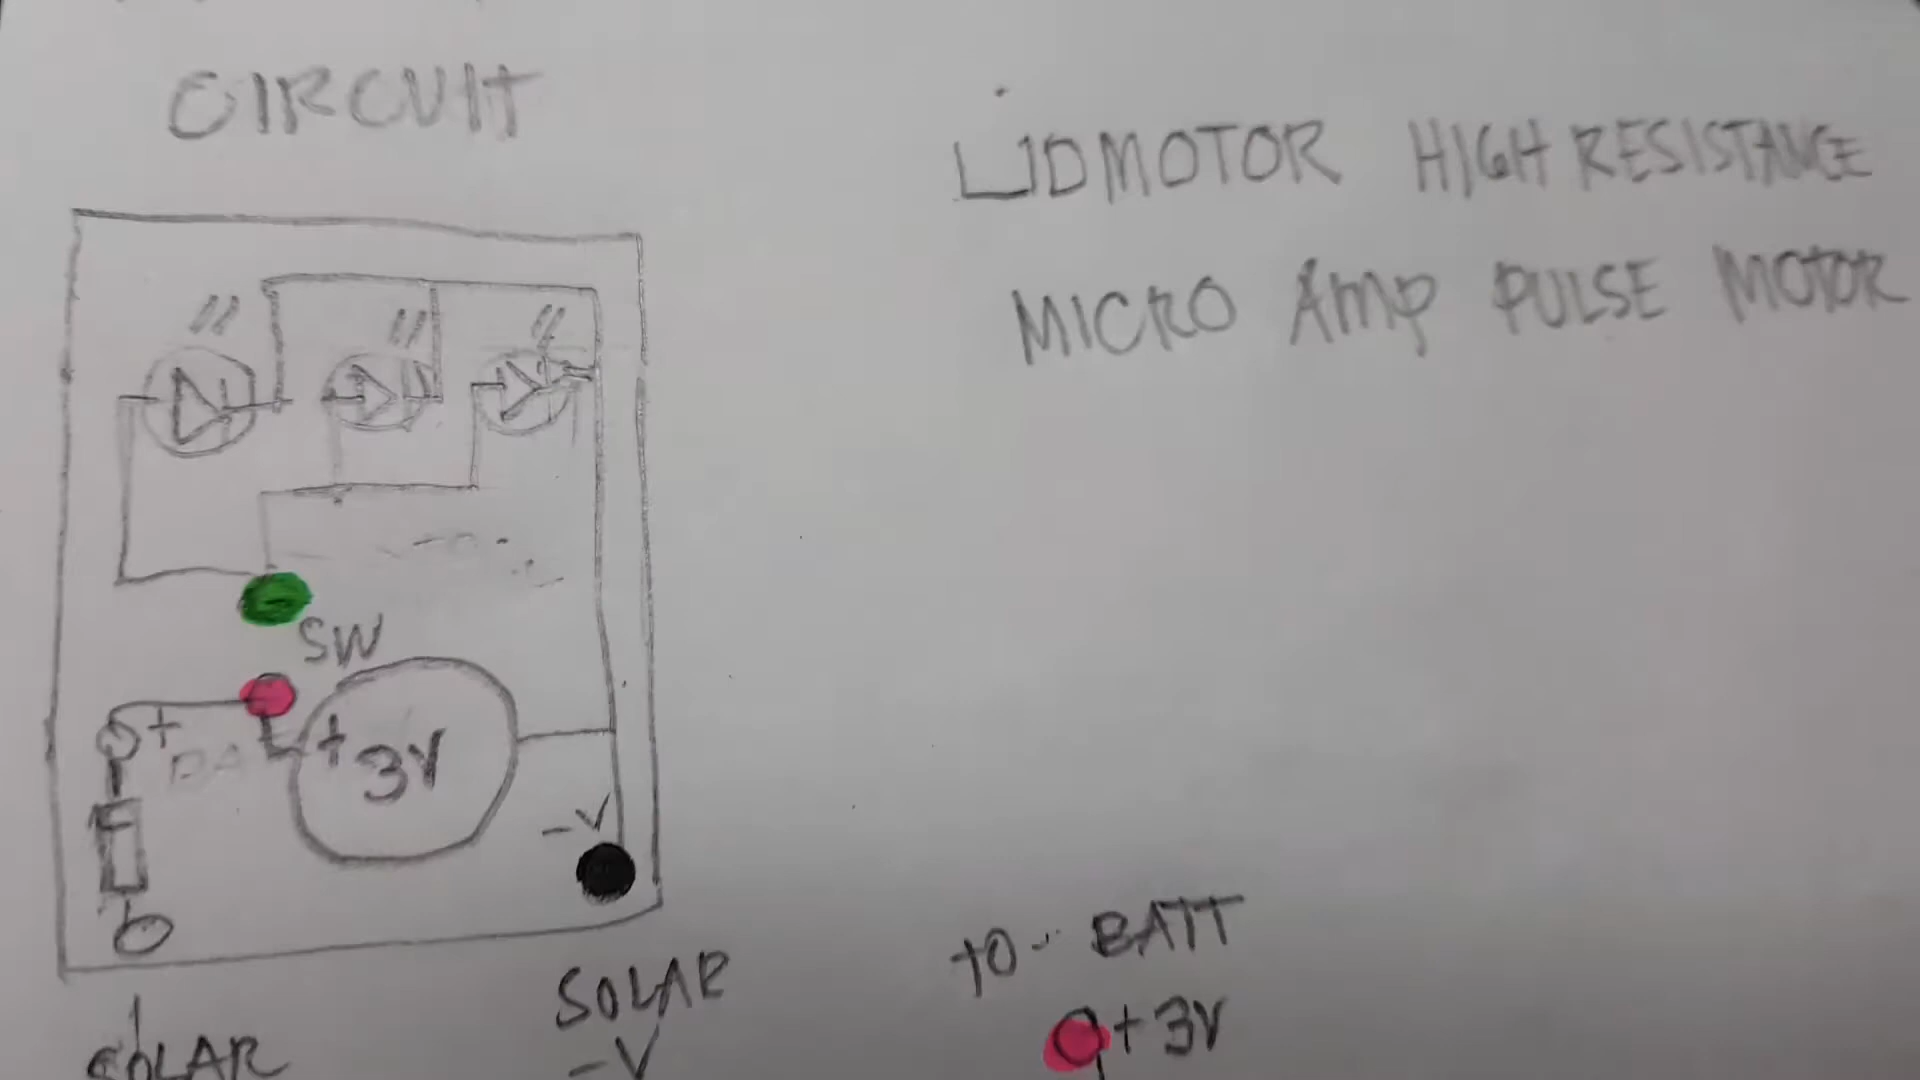 CIRCUIT
LIDMOTOR HIGH RESISTANCE
MICRO AMP PULSE MOTOR
SW
+
+ 3V
-V
SOLAR
-V
SOLAR
TO - BATT
+ 3V